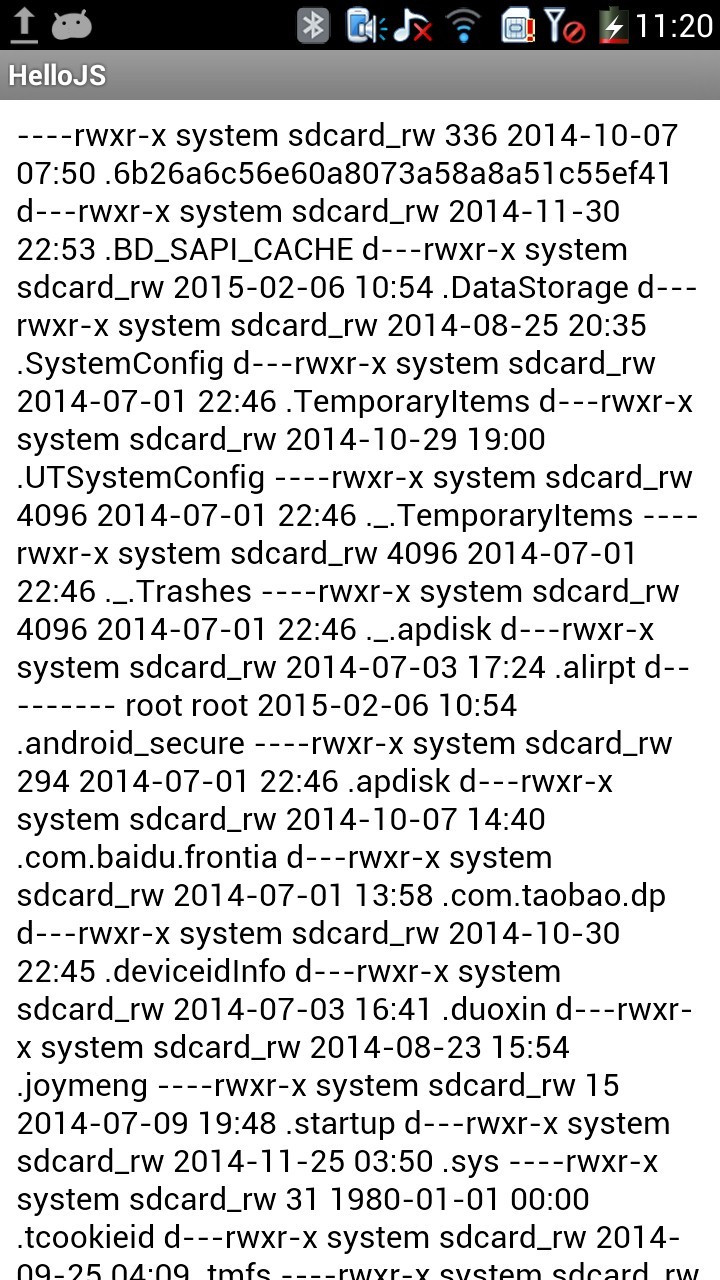 11:20
HelloJS
----rwxr-x system sdcard_rw 336 2014-10-07
07:50 .6b26a6c56e60a8073a58a8a51c55ef41
d---rwxr-x system sdcard_rw 2014-11-30
22:53 .BD_SAPI_CACHE d---rwxr-x system
sdcard_rw 2015-02-06 10:54 .DataStorage d---
rwxr-x system sdcard_rw 2014-08-25 20:35
.SystemConfig d---rwxr-x system sdcard_rw
2014-07-01 22:46 .TemporaryItems d---rwxr-x
system sdcard_rw 2014-10-29 19:00
.UTSystemConfig ----rwxr-x system sdcard_rw
4096 2014-07-01 22:46 ._.TemporaryItems ----
rwxr-x system sdcard_rw 4096 2014-07-01
22:46 ._.Trashes ----rwxr-x system sdcard_rw
4096 2014-07-01 22:46 ._.apdisk d---rwxr-x
system sdcard_rw 2014-07-03 17:24 .alirpt d--
------- root root 2015-02-06 10:54
.android_secure ----rwxr-x system sdcard_rw
294 2014-07-01 22:46 .apdisk d---rwxr-x
system sdcard_rw 2014-10-07 14:40
.com.baidu.frontia d---rwxr-x system
sdcard_rw 2014-07-01 13:58 .com.taobao.dp
d---rwxr-x system sdcard_rw 2014-10-30
22:45 .deviceidInfo d---rwxr-x system
sdcard_rw 2014-07-03 16:41 .duoxin d---rwxr-
x system sdcard_rw 2014-08-23 15:54
.joymeng ----rwxr-x system sdcard_rw 15
2014-07-09 19:48 .startup d---rwxr-x system
sdcard_rw 2014-11-25 03:50 .sys ----rwxr-x
system sdcard_rw 31 1980-01-01 00:00
.tcookieid d---rwxr-x system sdcard_rw 2014-
09-25 04:09 .tmfs ----rwxr-x system sdcard_rw